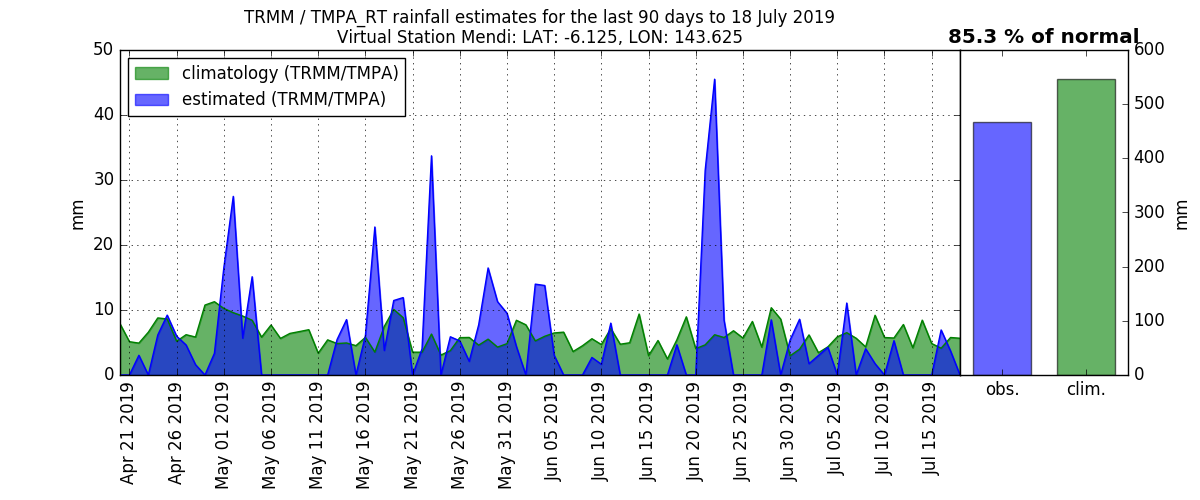 TRMM / TMPA_RT rainfall estimates for the last 90 days to 18 July 2019
Virtual Station Mendi: LAT: -6.125, LON: 143.625
85.3 % of normal
climatology (TRMM/TMPA)
estimated (TRMM/TMPA)
50
40
30
20
10
0
mm
Apr 21 2019
Apr 26 2019
May 01 2019
May 06 2019
May 11 2019
May 16 2019
May 21 2019
May 26 2019
May 31 2019
Jun 05 2019
Jun 10 2019
Jun 15 2019
Jun 20 2019
Jun 25 2019
Jun 30 2019
Jul 05 2019
Jul 10 2019
Jul 15 2019
obs.
clim.
600
500
400
300
200
100
0
mm